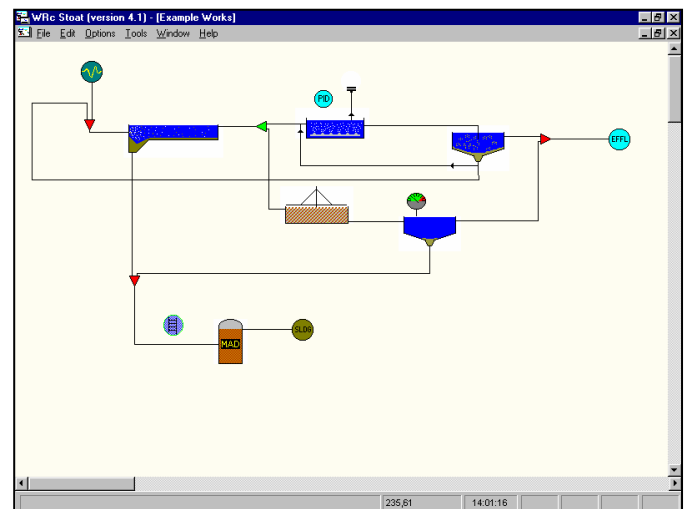 WRc Stoat (version 4.1) - [Example Works]
File Edit Options Tools Window Help
PID
EFFL
MAD
SLDG
235,61 14:01:16